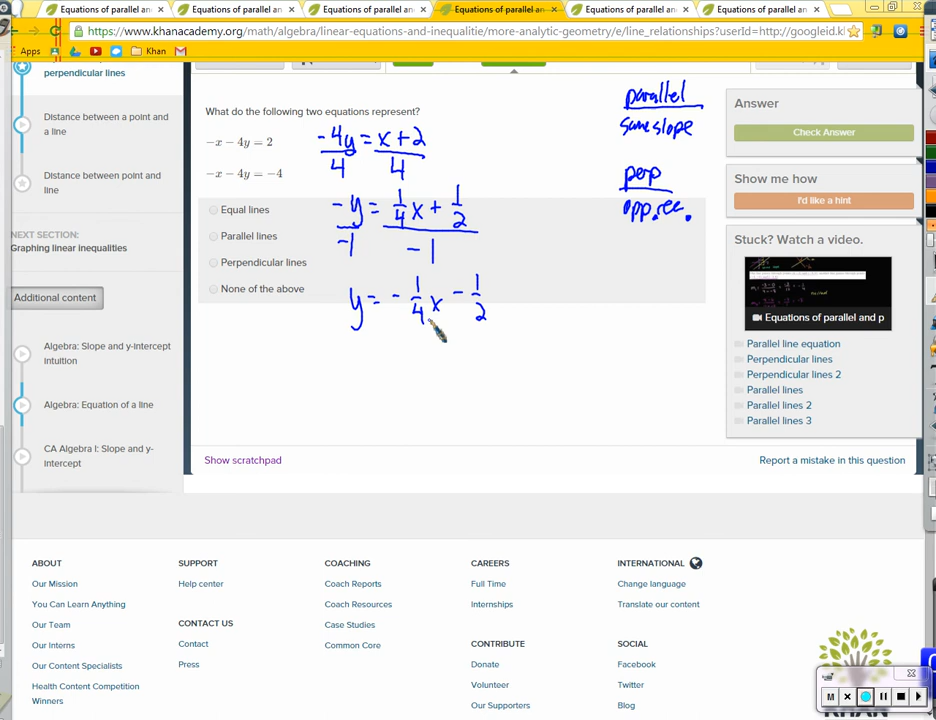 Equations of parallel an
Equations of parallel an
Equations of parallel an
Equations of parallel an
Equations of parallel an
Equations of parallel an
https://www.khanacademy.org/math/algebra/linear-equations-and-inequalitie/more-analytic-geometry/e/line_relationships?userId=http://googleid.kl
Apps
Khan
M
perpendicular lines
Distance between a point and
a line
Distance between point and
line
NEXT SECTION:
Graphing linear inequalities
Additional content
Algebra: Slope and y-intercept
intuition
Algebra: Equation of a line
CA Algebra I: Slope and y-
intercept
What do the following two equations represent?
−x − 4y = 2
−x − 4y = −4
Equal lines
Parallel lines
Perpendicular lines
None of the above
-4y = x + 2
4 4
-y = 1/4 x + 1/2
-1 -1
y = - 1/4 x - 1/2
parallel
same slope
perp
opp. rec.
Show scratchpad
Report a mistake in this question
Answer
Check Answer
Show me how
I'd like a hint
Stuck? Watch a video.
Equations of parallel and p
Parallel line equation
Perpendicular lines
Perpendicular lines 2
Parallel lines
Parallel lines 2
Parallel lines 3
ABOUT
Our Mission
You Can Learn Anything
Our Team
Our Interns
Our Content Specialists
Health Content Competition
Winners
SUPPORT
Help center
CONTACT US
Contact
Press
COACHING
Coach Reports
Coach Resources
Case Studies
Common Core
CAREERS
Full Time
Internships
CONTRIBUTE
Donate
Volunteer
Our Supporters
INTERNATIONAL
Change language
Translate our content
SOCIAL
Facebook
Twitter
Blog
M